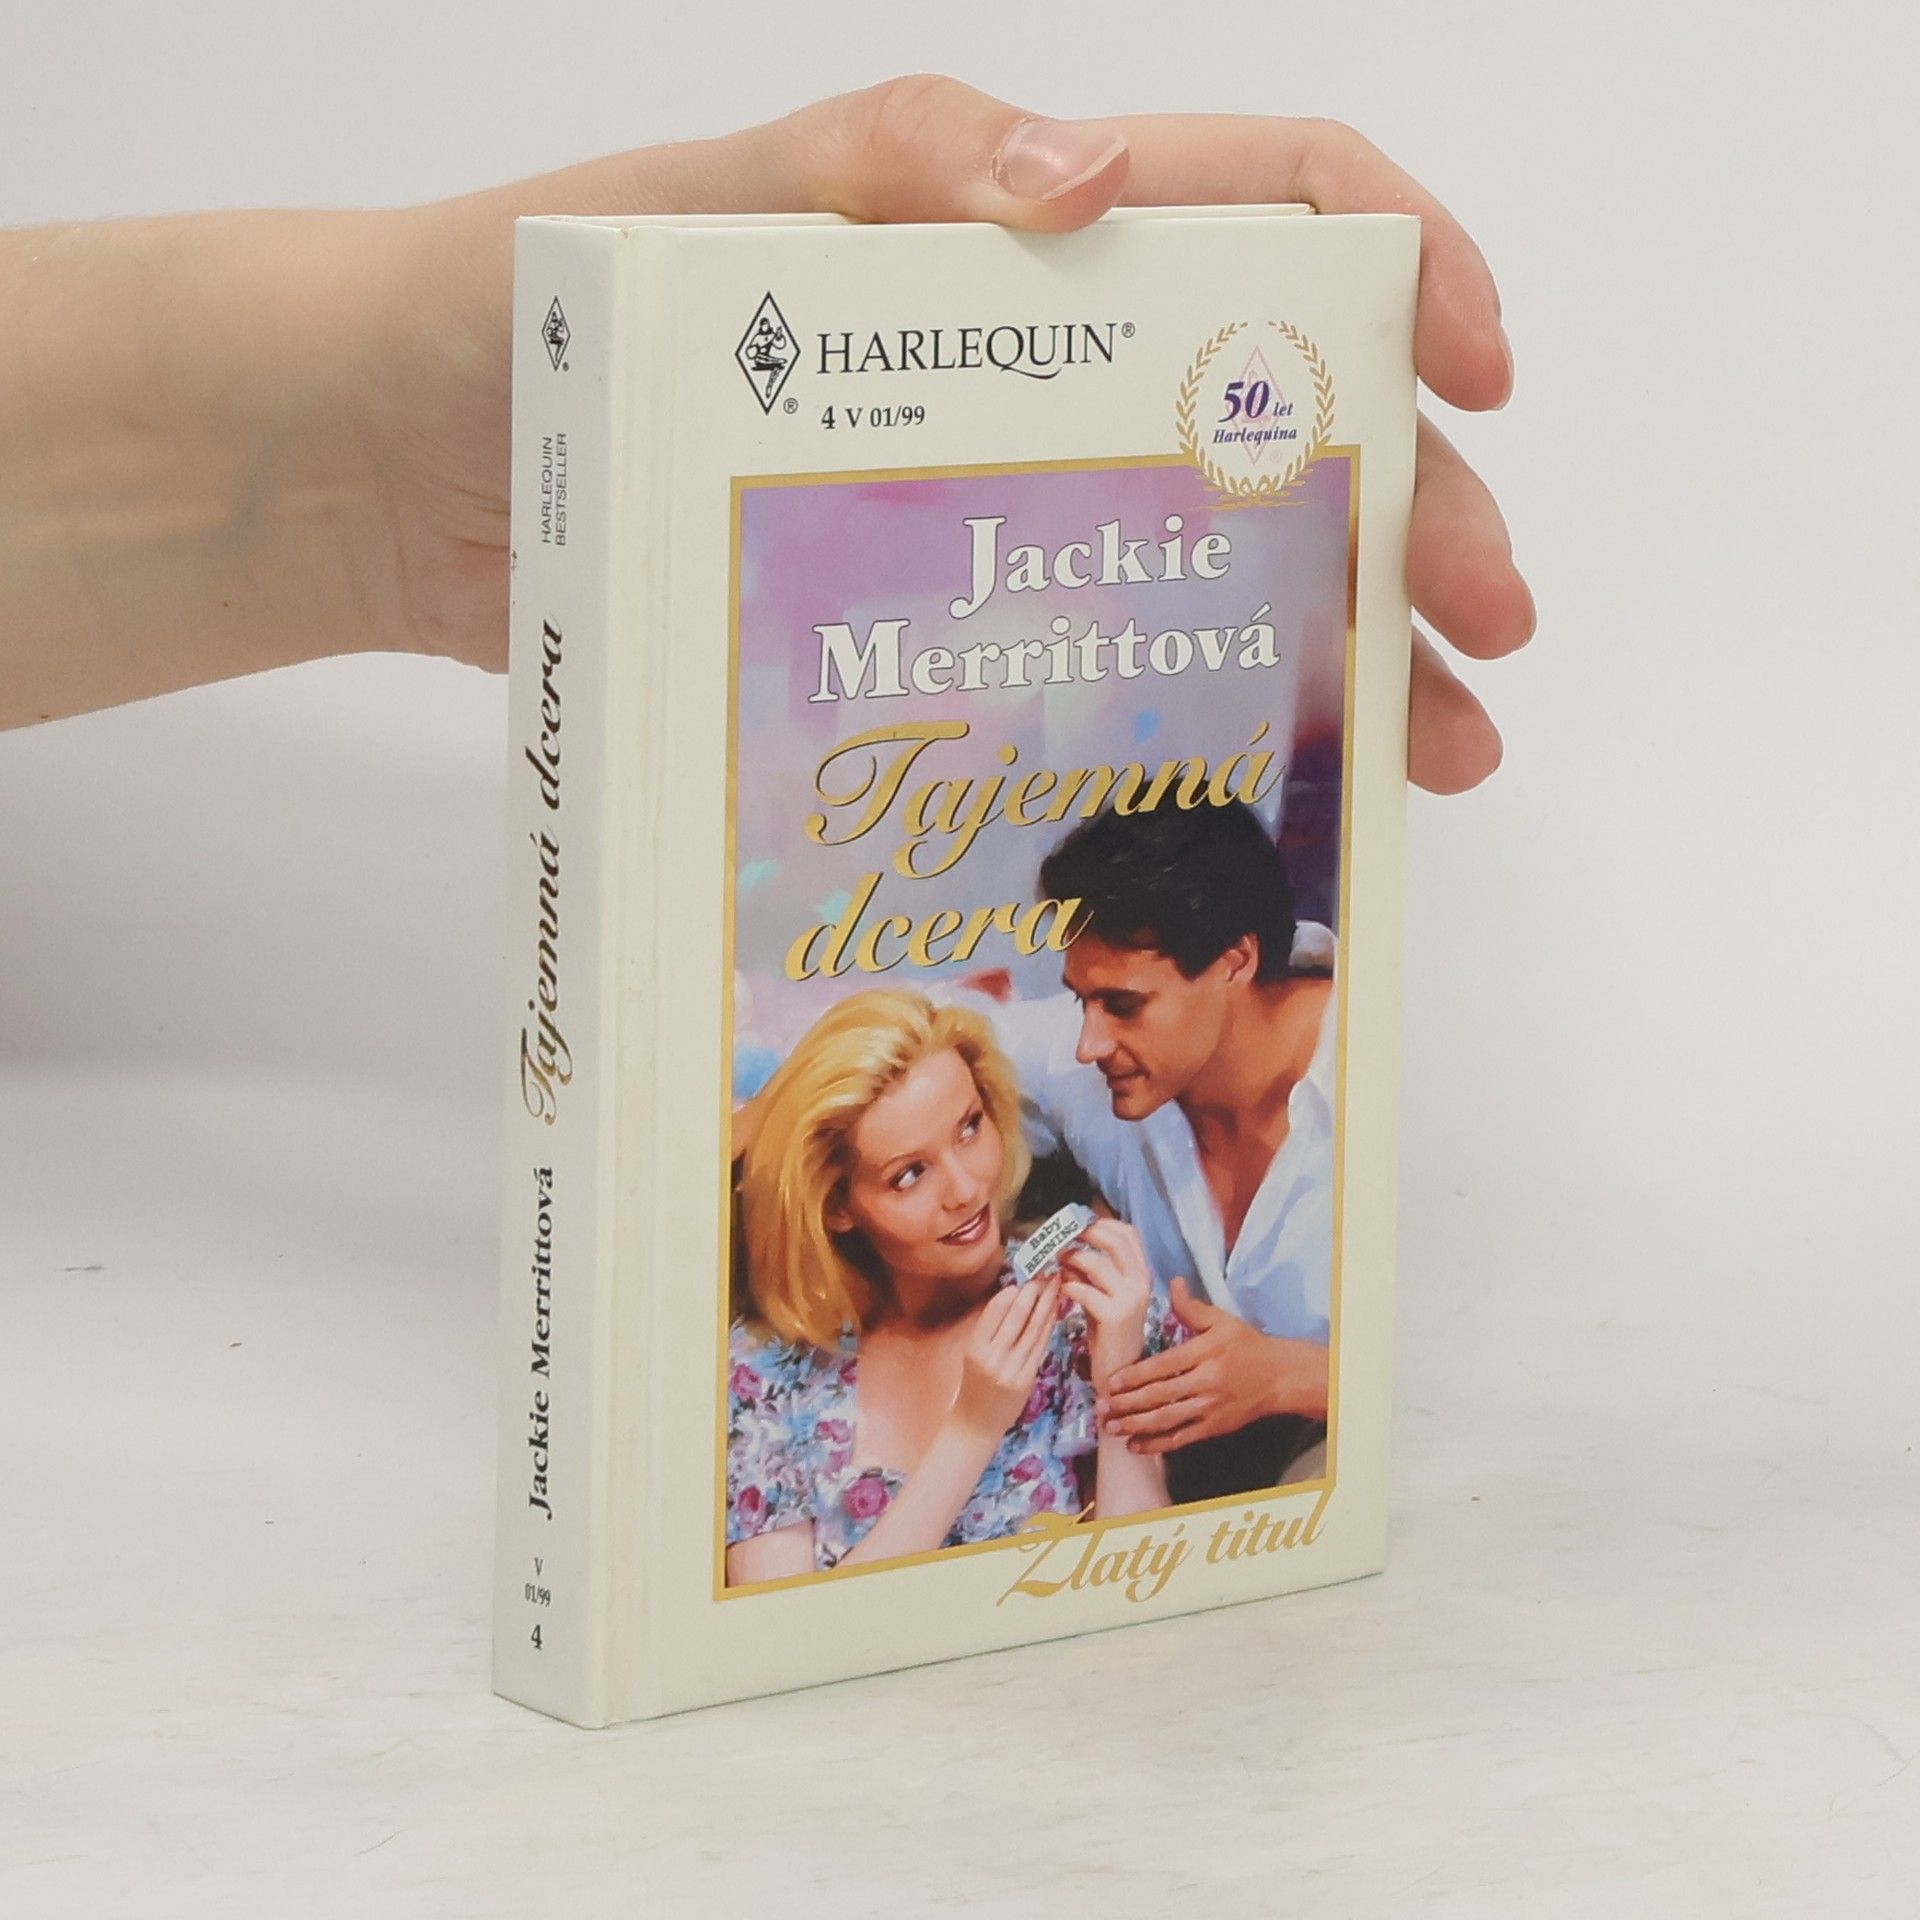 HARLEQUIN®
®
4 V 01/99
50 let
Harlequina
®
Jackie
Merrittová
Tajemná
dcera
Baby
BENNING
Zlatý titul
®
HARLEQUIN
BESTSELLER
Tajemná dcera
Jackie Merrittová
V
01/99
4